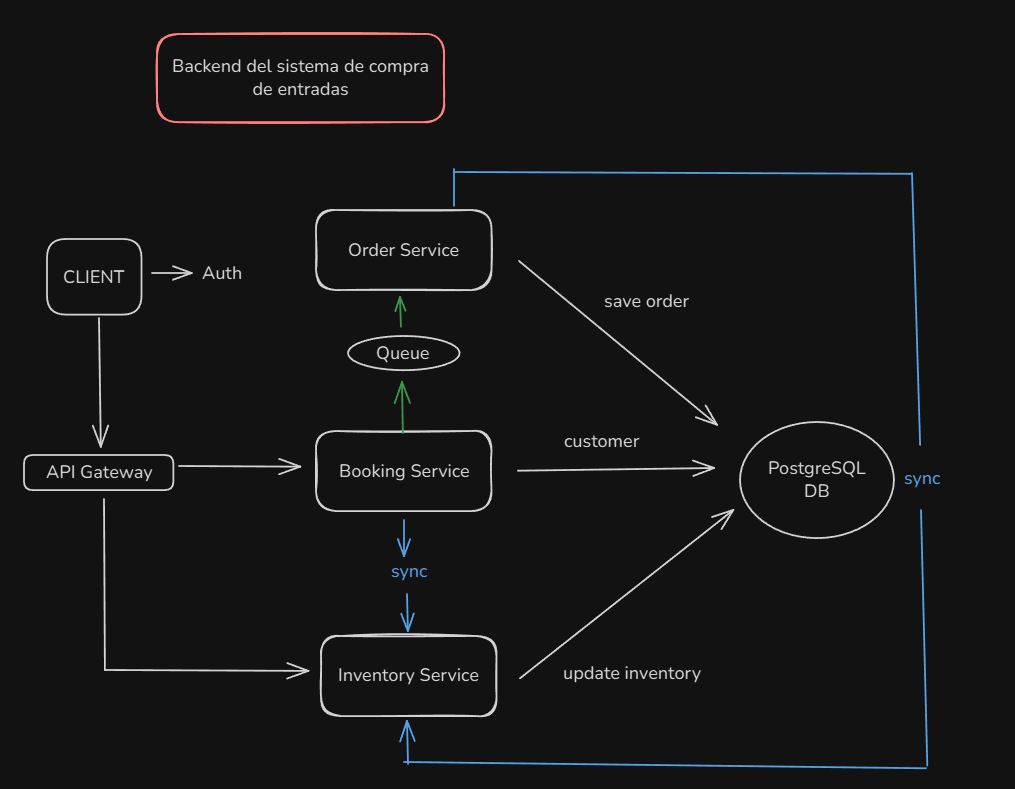 Backend del sistema de compra
de entradas
Order Service
CLIENT
Auth
save order
Queue
customer
API Gateway
Booking Service
PostgreSQL
DB
sync
sync
Inventory Service
update inventory